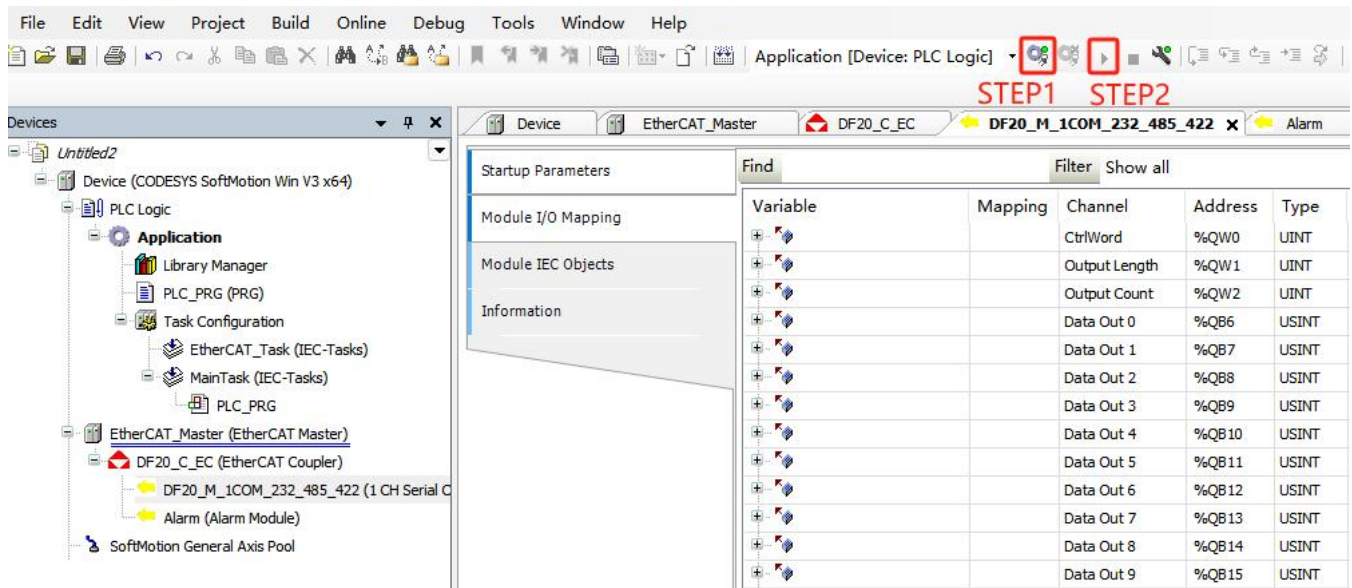 File Edit View Project Build Online Debug Tools Window Help
Application [Device: PLC Logic]
STEP1 STEP2
Devices
Device EtherCAT_Master DF20_C_EC DF20_M_1COM_232_485_422 Alarm
Untitled2
Device (CODESYS SoftMotion Win V3 x64)
PLC Logic
Application
Library Manager
PLC_PRG (PRG)
Task Configuration
EtherCAT_Task (IEC-Tasks)
MainTask (IEC-Tasks)
PLC_PRG
EtherCAT_Master (EtherCAT Master)
DF20_C_EC (EtherCAT Coupler)
DF20_M_1COM_232_485_422 (1 CH Serial C
Alarm (Alarm Module)
SoftMotion General Axis Pool
Startup Parameters
Module I/O Mapping
Module IEC Objects
Information
Find Filter Show all
Variable Mapping Channel Address Type
CtrlWord %QW0 UINT
Output Length %QW1 UINT
Output Count %QW2 UINT
Data Out 0 %QB6 USINT
Data Out 1 %QB7 USINT
Data Out 2 %QB8 USINT
Data Out 3 %QB9 USINT
Data Out 4 %QB10 USINT
Data Out 5 %QB11 USINT
Data Out 6 %QB12 USINT
Data Out 7 %QB13 USINT
Data Out 8 %QB14 USINT
Data Out 9 %QB15 USINT